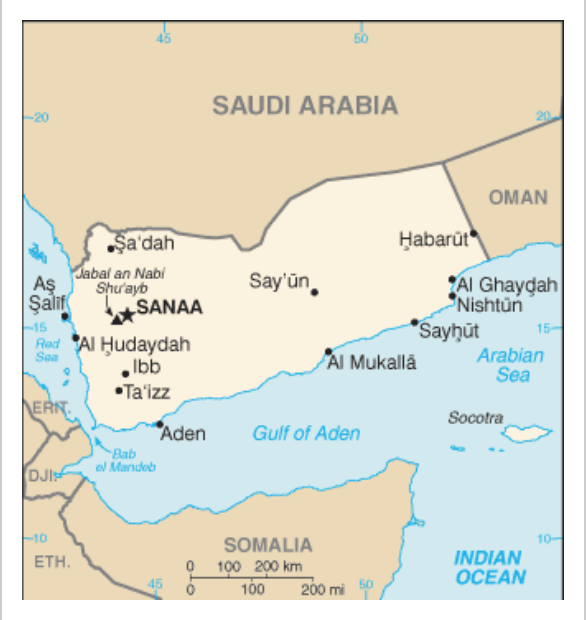 45
50
SAUDI ARABIA
20
20
OMAN
Ḩabarūt
Şa‘dah
Jabal an Nabi
Shu'ayb
Say’ūn
Aş
Şalīf
SANAA
Al Ghayḑah
Nishtūn
15
15
Sayḩūt
Al Ḩudaydah
Red
Sea
Arabian
Sea
Al Mukallā
Ibb
Ta‘izz
ERIT.
Socotra
Aden
Gulf of Aden
Bab
el Mandeb
DJI.
10
10
SOMALIA
ETH.
INDIAN
OCEAN
0 100 200 km
0 100 200 mi
45
50